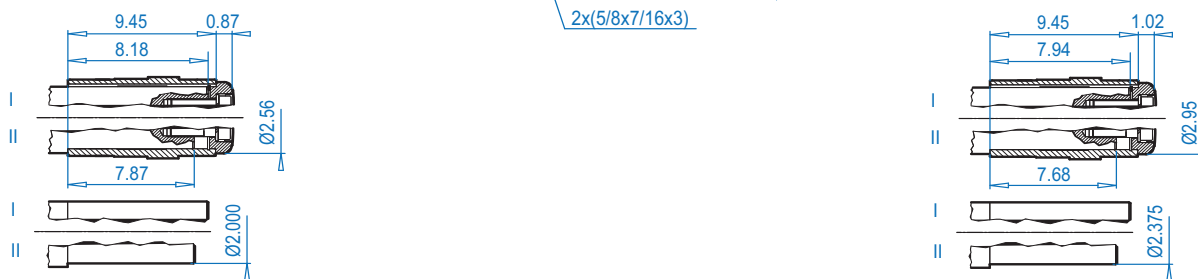 2x(5/8x7/16x3)
9.45 0.87
8.18
I
II
Ø2.56
7.87
I
II
Ø2.000
9.45 1.02
7.94
I
II
Ø2.95
7.68
I
II
Ø2.375